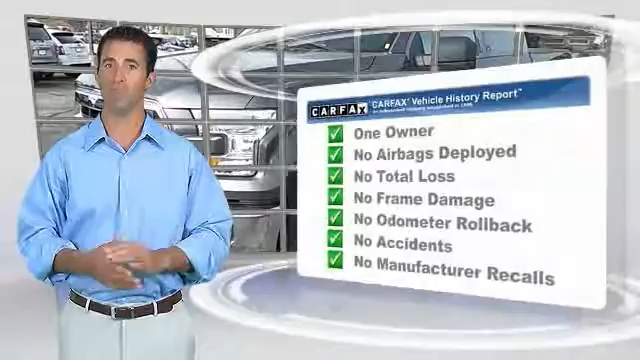 CARFAX CARFAX® Vehicle History Report™
One Owner
No Airbags Deployed
No Total Loss
No Frame Damage
No Odometer Rollback
No Accidents
No Manufacturer Recalls